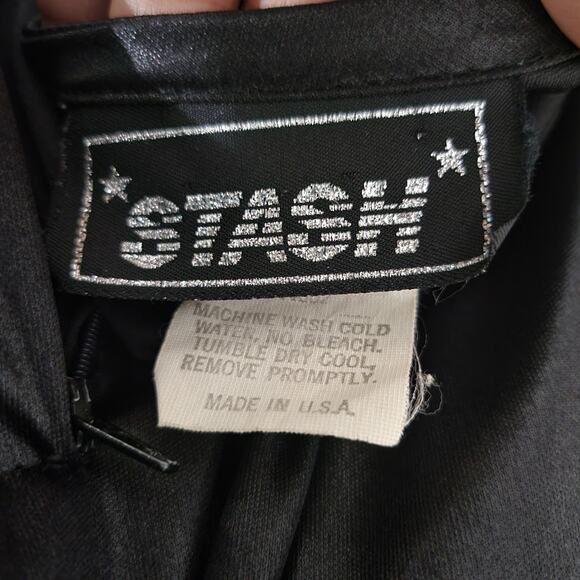 STASH
MACHINE WASH COLD
WATER, NO BLEACH.
TUMBLE DRY COOL,
REMOVE PROMPTLY.
MADE IN U.S.A.